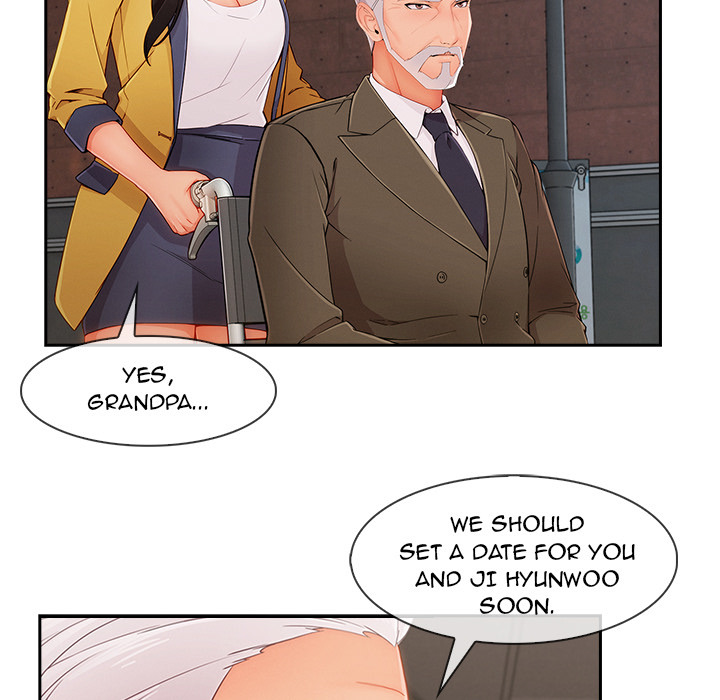 YES,
GRANDPA...
WE SHOULD
SET A DATE FOR YOU
AND JI HYUNWOO
SOON.